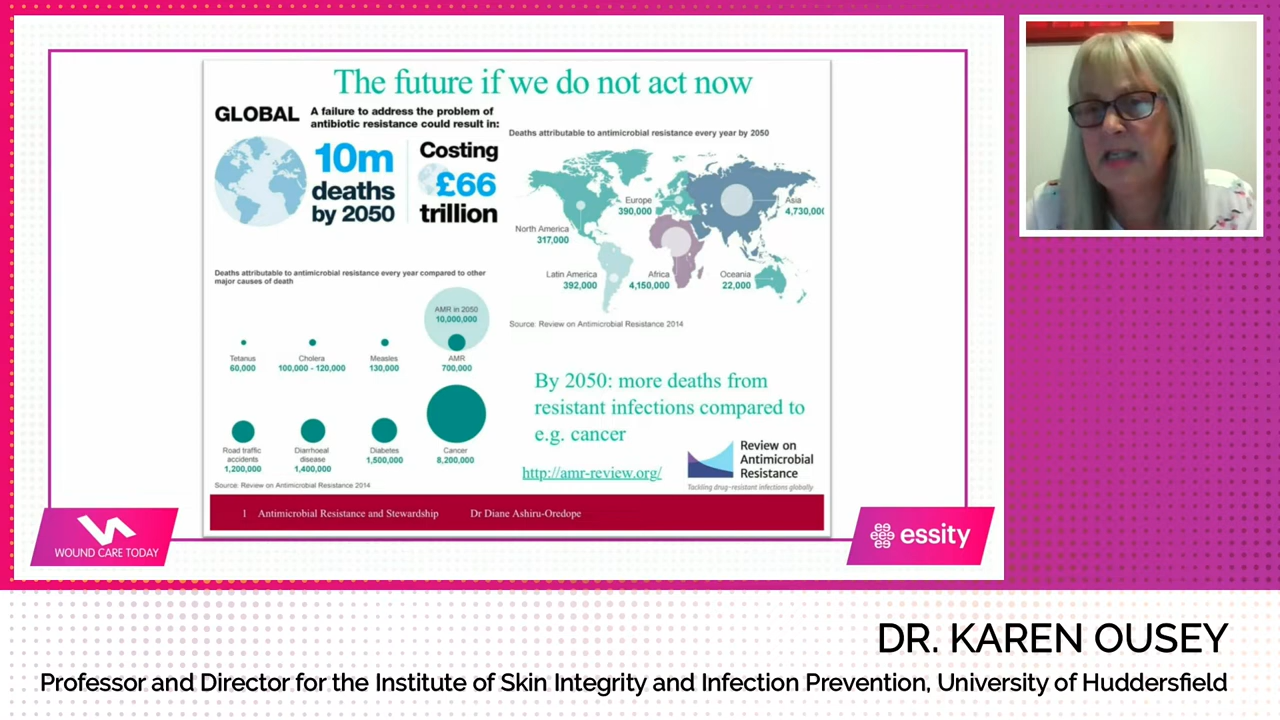 The future if we do not act now
GLOBAL
A failure to address the problem of
antibiotic resistance could result in:
10m
deaths
by 2050
Costing
£66
trillion
Deaths attributable to antimicrobial resistance every year by 2050
Europe
390,000
Asia
4,730,000
North America
317,000
Latin America
392,000
Africa
4,150,000
Oceania
22,000
Source: Review on Antimicrobial Resistance 2014
Deaths attributable to antimicrobial resistance every year compared to other
major causes of death
AMR in 2050
10,000,000
Tetanus
60,000
Cholera
100,000 - 120,000
Measles
130,000
AMR
700,000
Road traffic
accidents
1,200,000
Diarrhoeal
disease
1,400,000
Diabetes
1,500,000
Cancer
8,200,000
Source: Review on Antimicrobial Resistance 2014
By 2050: more deaths from
resistant infections compared to
e.g. cancer
http://amr-review.org/
Review on
Antimicrobial
Resistance
Tackling drug-resistant infections globally
1 Antimicrobial Resistance and Stewardship Dr Diane Ashiru-Oredope
WOUND CARE TODAY
essity
DR. KAREN OUSEY
Professor and Director for the Institute of Skin Integrity and Infection Prevention, University of Huddersfield